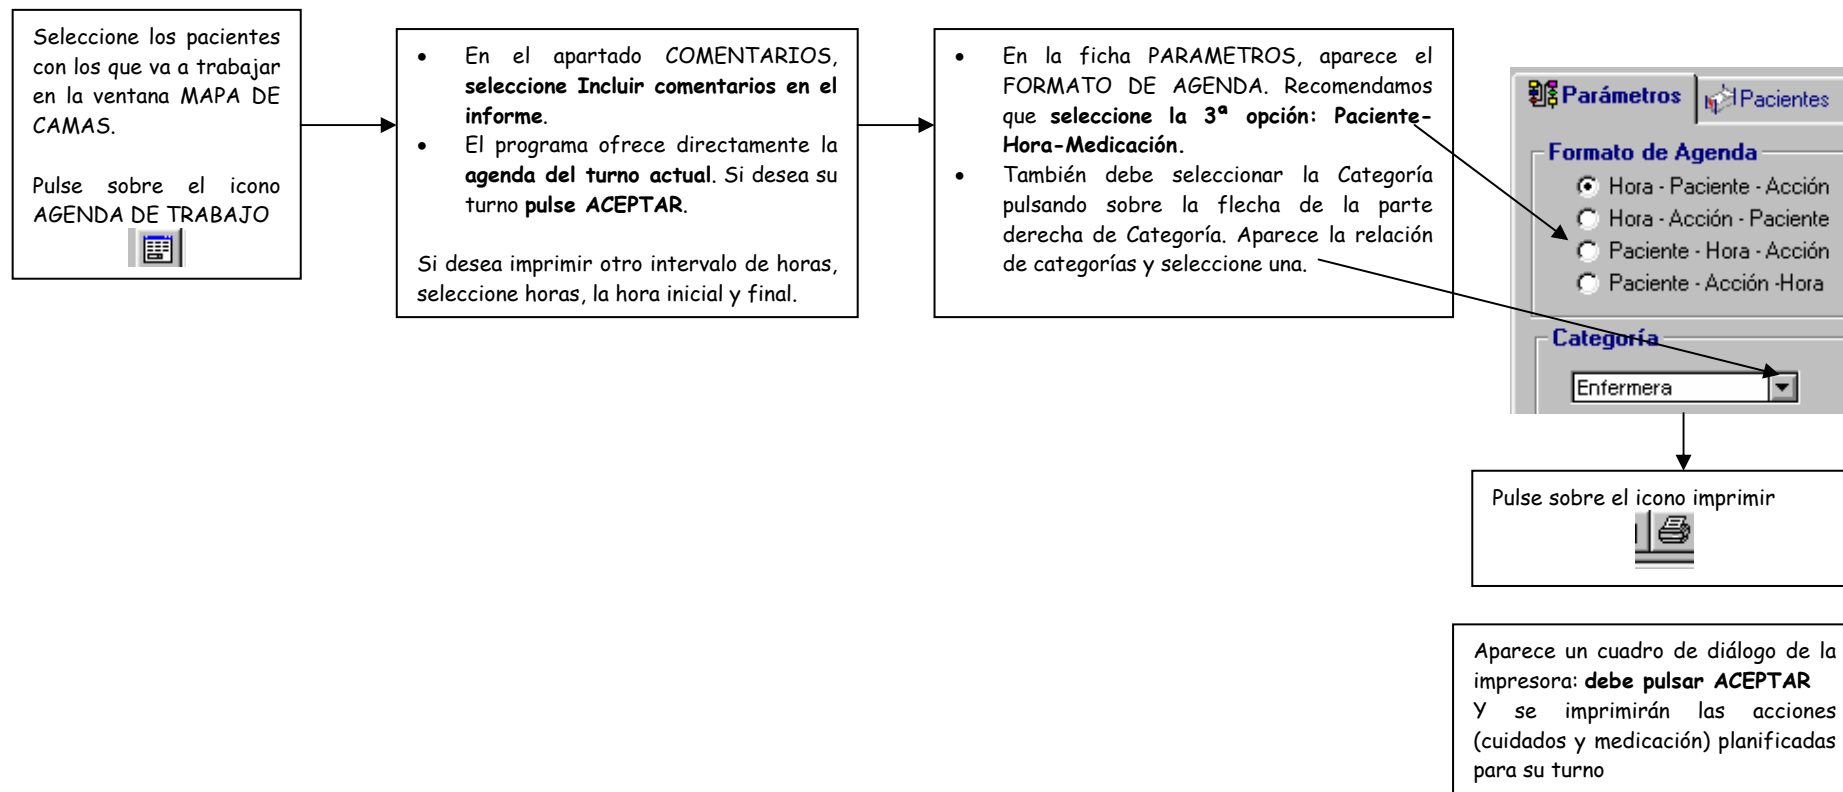 Seleccione los pacientes
con los que va a trabajar
en la ventana MAPA DE
CAMAS.
Pulse sobre el icono
AGENDA DE TRABAJO
• En el apartado COMENTARIOS,
seleccione Incluir comentarios en el
informe.
• El programa ofrece directamente la
agenda del turno actual. Si desea su
turno pulse ACEPTAR.
Si desea imprimir otro intervalo de horas,
seleccione horas, la hora inicial y final.
• En la ficha PARAMETROS, aparece el
FORMATO DE AGENDA. Recomendamos
que seleccione la 3ª opción: Paciente-
Hora-Medicación.
• También debe seleccionar la Categoría
pulsando sobre la flecha de la parte
derecha de Categoría. Aparece la relación
de categorías y seleccione una.
Parámetros
Pacientes
Formato de Agenda
Hora - Paciente - Acción
Hora - Acción - Paciente
Paciente - Hora - Acción
Paciente - Acción -Hora
Categoría
Enfermera
Pulse sobre el icono imprimir
Aparece un cuadro de diálogo de la
impresora: debe pulsar ACEPTAR
Y se imprimirán las acciones
(cuidados y medicación) planificadas
para su turno